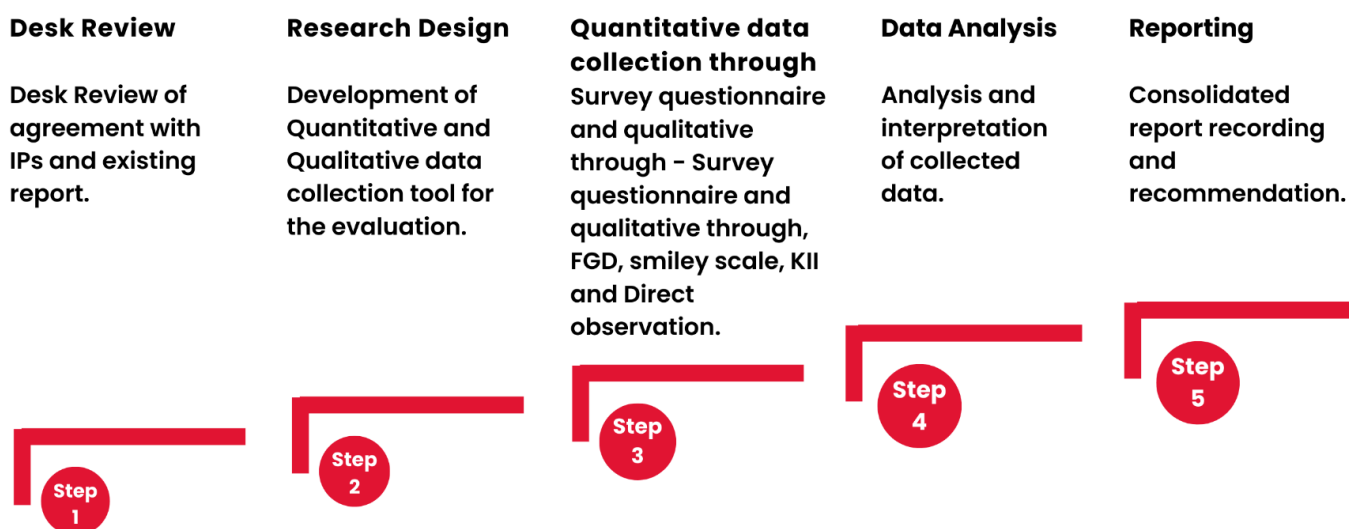 Desk Review
Desk Review of
agreement with
IPs and existing
report.
Research Design
Development of
Quantitative and
Qualitative data
collection tool for
the evaluation.
Quantitative data
collection through
Survey questionnaire
and qualitative
through - Survey
questionnaire and
qualitative through,
FGD, smiley scale, KII
and Direct
observation.
Data Analysis
Analysis and
interpretation
of collected
data.
Reporting
Consolidated
report recording
and
recommendation.
Step
1
Step
2
Step
3
Step
4
Step
5